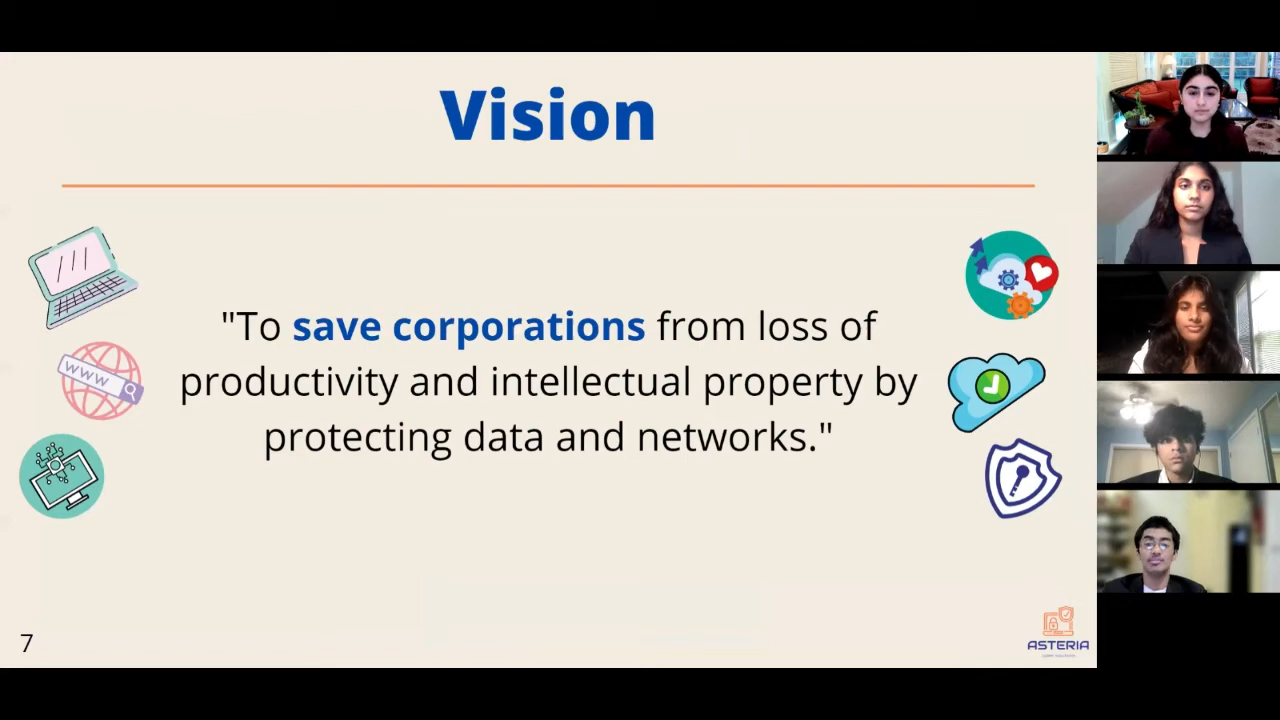 Vision
"To save corporations from loss of
productivity and intellectual property by
protecting data and networks."
www
7
ASTERIA